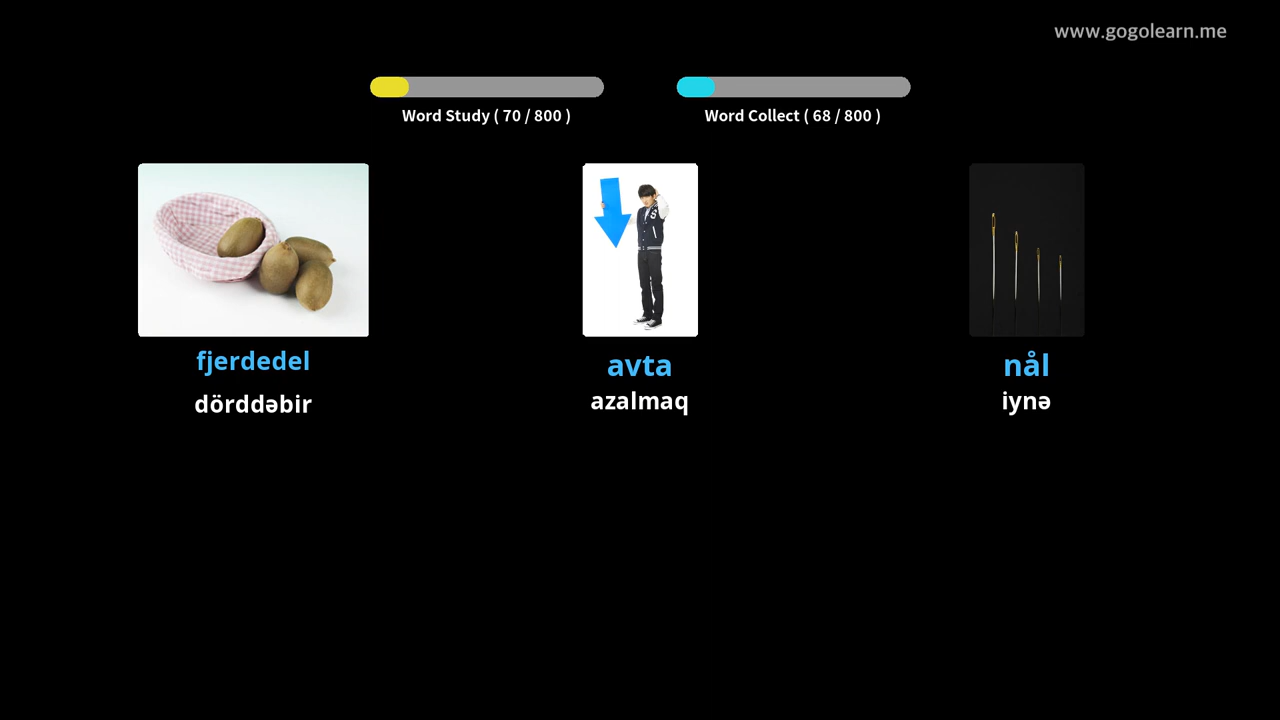 www.gogolearn.me
Word Study ( 70 / 800 )
Word Collect ( 68 / 800 )
fjerdedel
dörddəbir
avta
azalmaq
nål
iynə